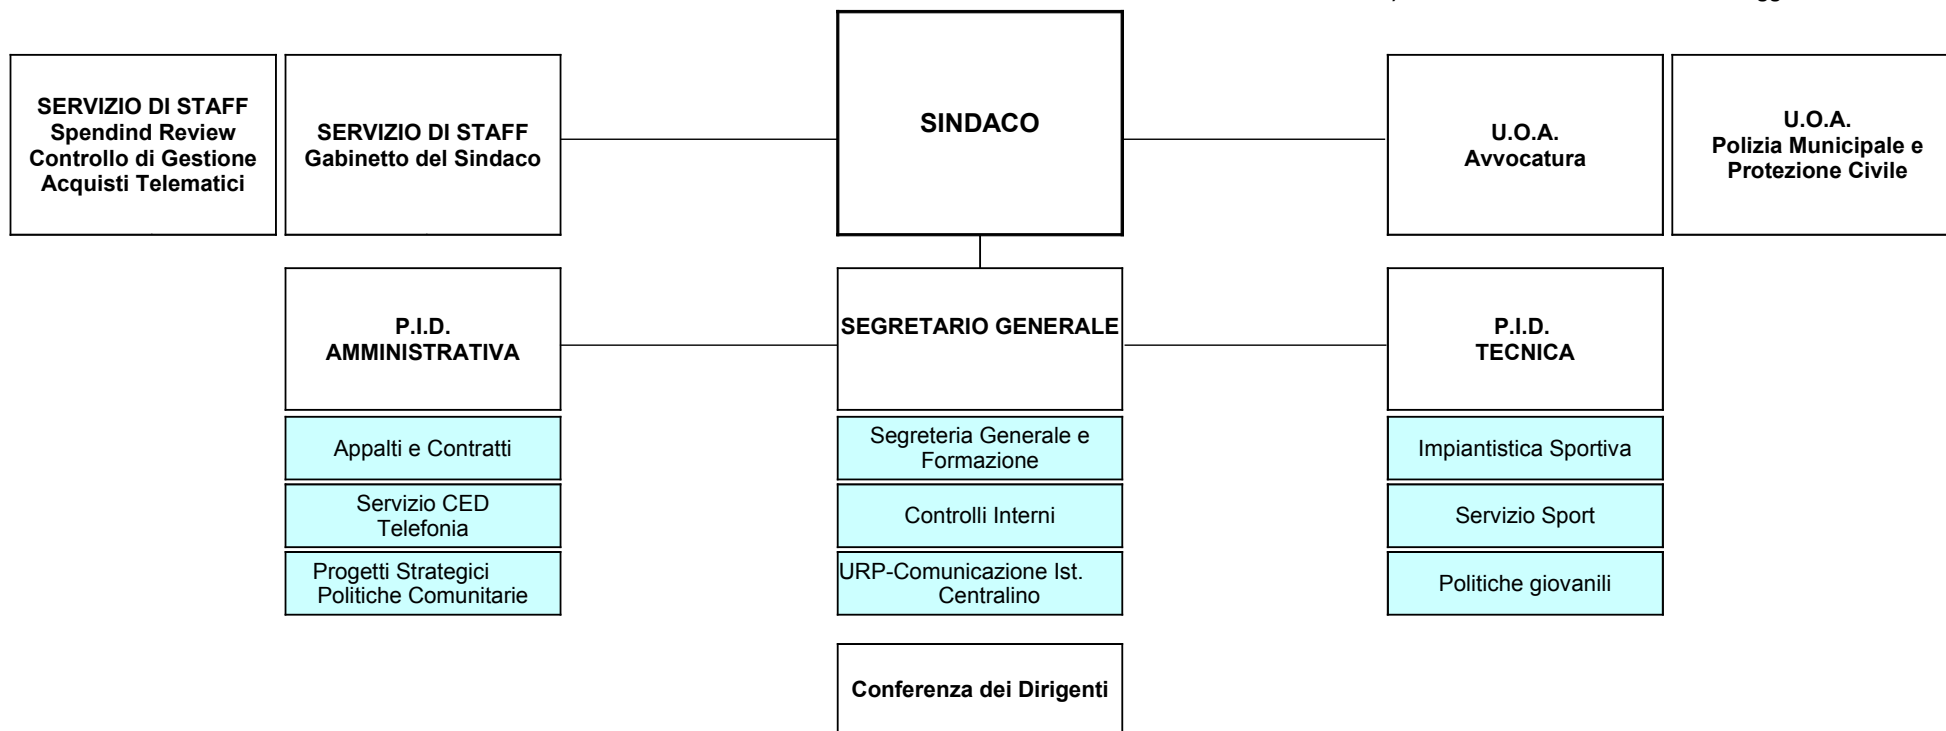 SERVIZIO DI STAFF
Spendind Review
Controllo di Gestione
Acquisti Telematici
SERVIZIO DI STAFF
Gabinetto del Sindaco
SINDACO
U.O.A.
Avvocatura
U.O.A.
Polizia Municipale e
Protezione Civile
P.I.D.
AMMINISTRATIVA
SEGRETARIO GENERALE
P.I.D.
TECNICA
Appalti e Contratti
Segreteria Generale e
Formazione
Impiantistica Sportiva
Servizio CED
Telefonia
Controlli Interni
Servizio Sport
Progetti Strategici
Politiche Comunitarie
URP-Comunicazione Ist.
Centralino
Politiche giovanili
Conferenza dei Dirigenti